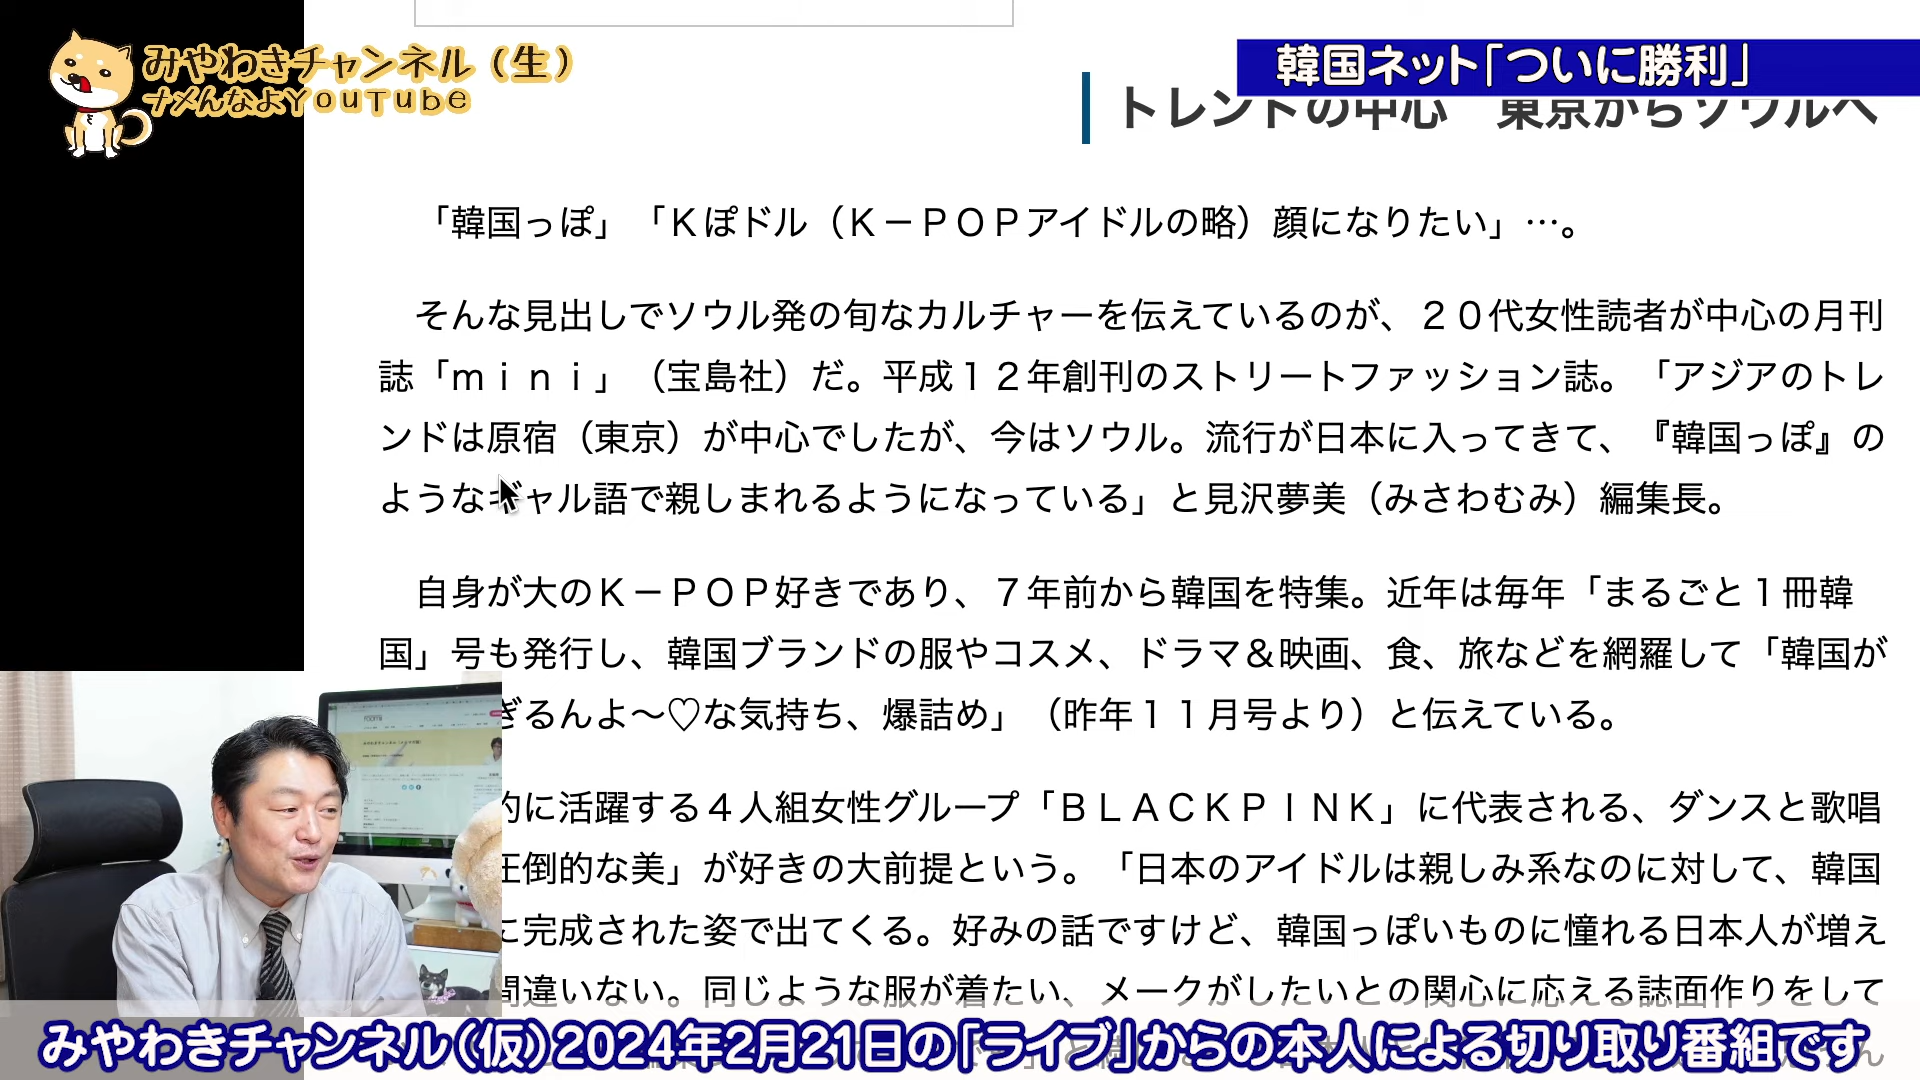 みやわきチャンネル（生）
ナメんなよYouTube
韓国ネット「ついに勝利」
トレンドの中心　東京からソウルへ
「韓国っぽ」「Ｋぽドル（Ｋ－ＰＯＰアイドルの略）顔になりたい」…。
そんな見出しでソウル発の旬なカルチャーを伝えているのが、２０代女性読者が中心の月刊
誌「ｍｉｎｉ」（宝島社）だ。平成１２年創刊のストリートファッション誌。「アジアのトレ
ンドは原宿（東京）が中心でしたが、今はソウル。流行が日本に入ってきて、『韓国っぽ』の
ようなギャル語で親しまれるようになっている」と見沢夢美（みさわむみ）編集長。
自身が大のＫ－ＰＯＰ好きであり、７年前から韓国を特集。近年は毎年「まるごと１冊韓
国」号も発行し、韓国ブランドの服やコスメ、ドラマ＆映画、食、旅などを網羅して「韓国が
ぎるんよ～♡な気持ち、爆詰め」（昨年１１月号より）と伝えている。
的に活躍する４人組女性グループ「ＢＬＡＣＫＰＩＮＫ」に代表される、ダンスと歌唱
圧倒的な美」が好きの大前提という。「日本のアイドルは親しみ系なのに対して、韓国
に完成された姿で出てくる。好みの話ですけど、韓国っぽいものに憧れる日本人が増え
間違いない。同じような服が着たい、メークがしたいとの関心に応える誌面作りをして
みやわきチャンネル（仮）2024年2月21日の「ライブ」からの本人による切り取り番組です